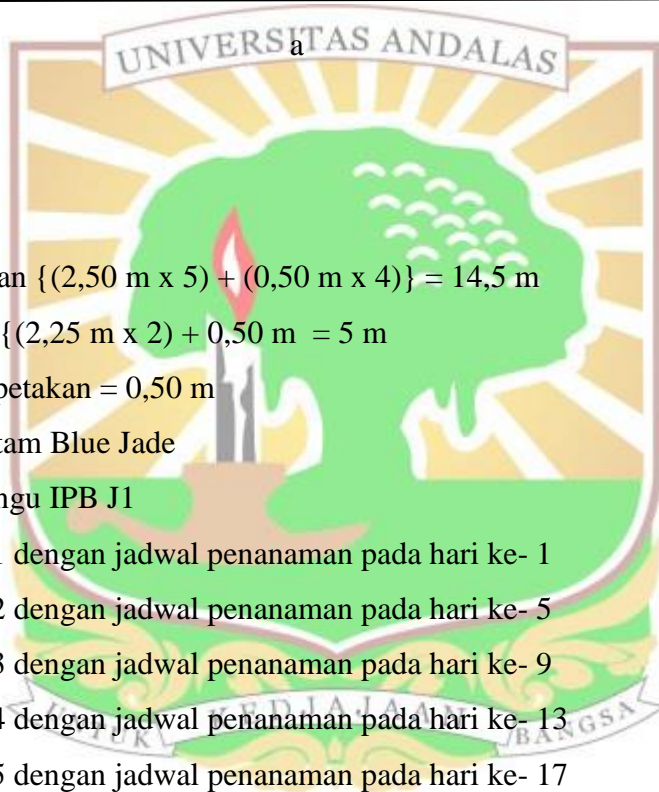 UNIVERSITAS ANDALAS
a
an {(2,50 m x 5) + (0,50 m x 4)} = 14,5 m
{(2,25 m x 2) + 0,50 m = 5 m
petakan = 0,50 m
tam Blue Jade
ngu IPB J1
1 dengan jadwal penanaman pada hari ke- 1
2 dengan jadwal penanaman pada hari ke- 5
3 dengan jadwal penanaman pada hari ke- 9
UNTUK KEDJAJAAN BANGSA
4 dengan jadwal penanaman pada hari ke- 13
5 dengan jadwal penanaman pada hari ke- 17